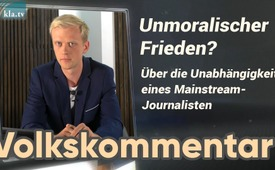 kla.tv
Unmoralischer
Frieden?
Über die Unabhängigkeit
eines Mainstream-
Journalisten
Volkskommentar